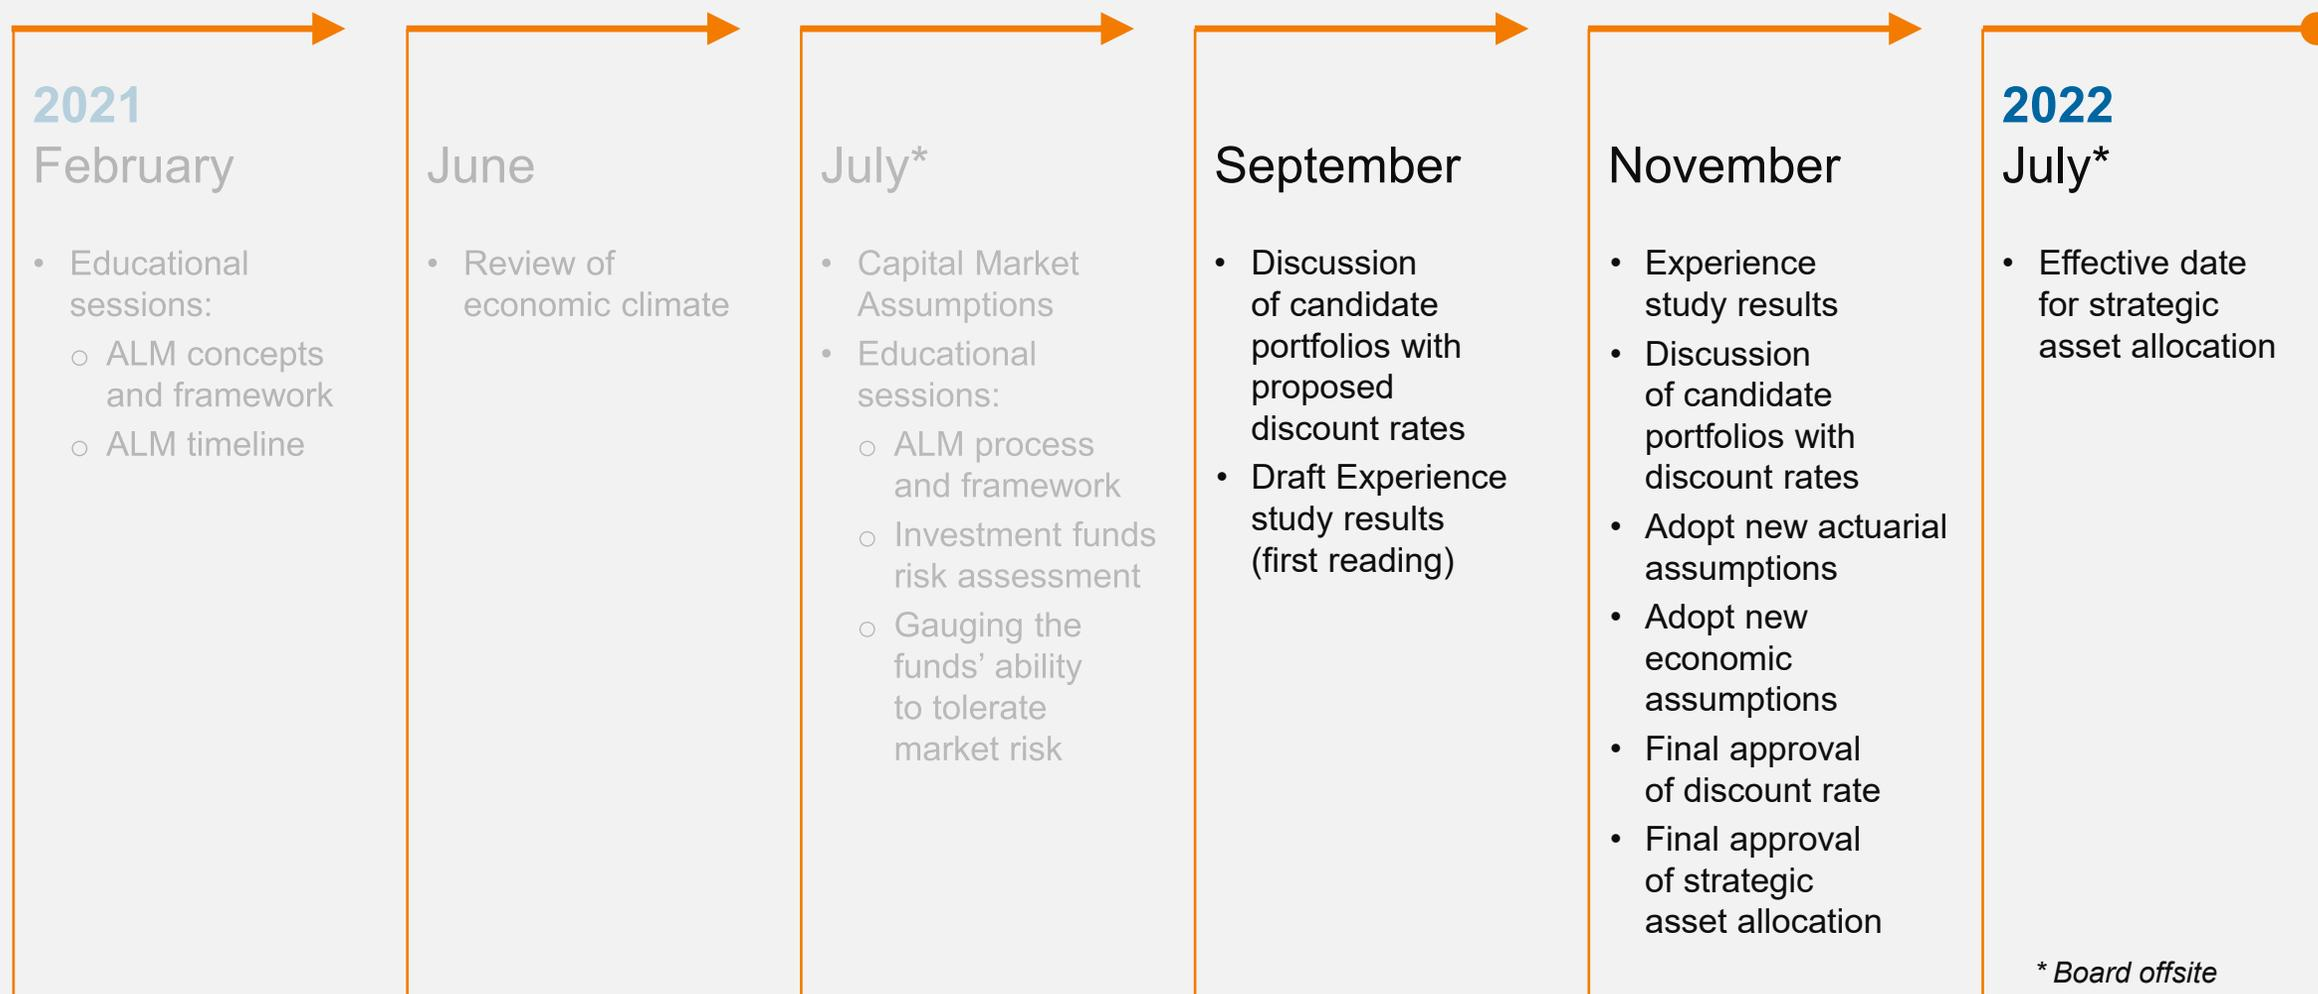 2021
February
• Educational
sessions:
o ALM concepts
and framework
o ALM timeline
June
• Review of
economic climate
July*
• Capital Market
Assumptions
• Educational
sessions:
o ALM process
and framework
o Investment funds
risk assessment
o Gauging the
funds’ ability
to tolerate
market risk
September
• Discussion
of candidate
portfolios with
proposed
discount rates
• Draft Experience
study results
(first reading)
November
• Experience
study results
• Discussion
of candidate
portfolios with
discount rates
• Adopt new actuarial
assumptions
• Adopt new
economic
assumptions
• Final approval
of discount rate
• Final approval
of strategic
asset allocation
2022
July*
• Effective date
for strategic
asset allocation
* Board offsite